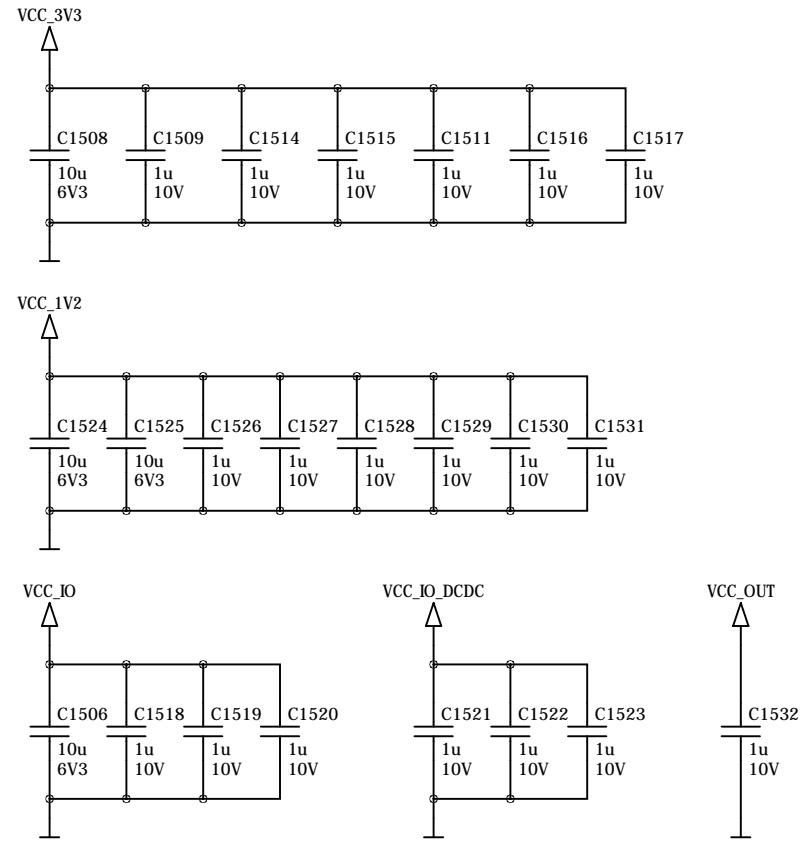 VCC_3V3
C1508 C1509 C1514 C1515 C1511 C1516 C1517
10u 1u 1u 1u 1u 1u 1u
6V3 10V 10V 10V 10V 10V 10V
VCC_1V2
C1524 C1525 C1526 C1527 C1528 C1529 C1530 C1531
10u 10u 1u 1u 1u 1u 1u 1u
6V3 6V3 10V 10V 10V 10V 10V 10V
VCC_IO VCC_IO_DCDC VCC_OUT
C1506 C1518 C1519 C1520 C1521 C1522 C1523 C1532
10u 1u 1u 1u 1u 1u 1u 1u
6V3 10V 10V 10V 10V 10V 10V 10V